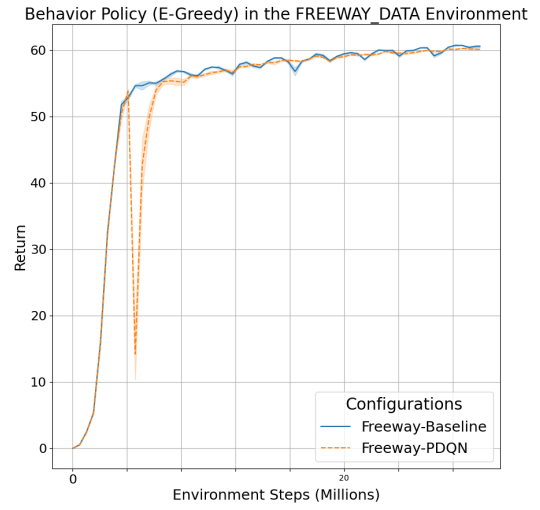 Behavior Policy (E-Greedy) in the FREEWAY_DATA Environment
60
50
40
30
20
10
0
Return
0
20
Environment Steps (Millions)
Configurations
Freeway-Baseline
Freeway-PDQN